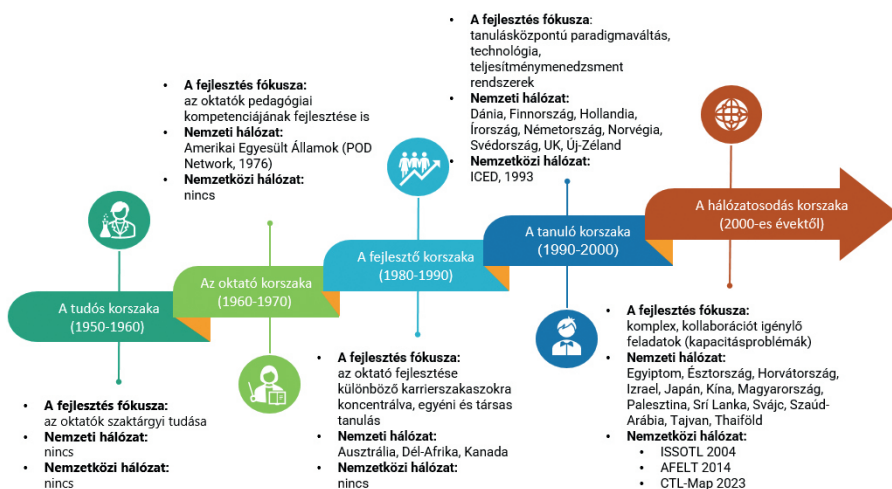 A tudós korszaka
(1950-1960)
• A fejlesztés fókusza:
az oktatók szaktárgyi tudása
• Nemzeti hálózat:
nincs
• Nemzetközi hálózat:
nincs
• A fejlesztés fókusza:
az oktatók pedagógiai
kompetenciájának fejlesztése is
• Nemzeti hálózat:
Amerikai Egyesült Államok (POD
Network, 1976)
• Nemzetközi hálózat:
nincs
Az oktató korszaka
(1960-1970)
A fejlesztő korszaka
(1980-1990)
• A fejlesztés fókusza:
az oktató fejlesztése
különböző karrierszakaszokra
koncentrálva, egyéni és társas
tanulás
• Nemzeti hálózat:
Ausztrália, Dél-Afrika, Kanada
• Nemzetközi hálózat:
nincs
• A fejlesztés fókusza:
tanulásközpontú paradigmaváltás,
technológia,
teljesítménymenedzsment
rendszerek
• Nemzeti hálózat:
Dánia, Finnország, Hollandia,
Írország, Németország, Norvégia,
Svédország, UK, Új-Zéland
• Nemzetközi hálózat:
ICED, 1993
A tanuló korszaka
(1990-2000)
A hálózatosodás korszaka
(2000-es évektől)
• A fejlesztés fókusza:
komplex, kollaborációt igénylő
feladatok (kapacitásproblémák)
• Nemzeti hálózat:
Egyiptom, Észtország, Horvátország,
Izrael, Japán, Kína, Magyarország,
Palesztina, Srí Lanka, Svájc, Szaúd-
Arábia, Tajvan, Thaiföld
• Nemzetközi hálózat:
• ISSOTL 2004
• AFELT 2014
• CTL-Map 2023